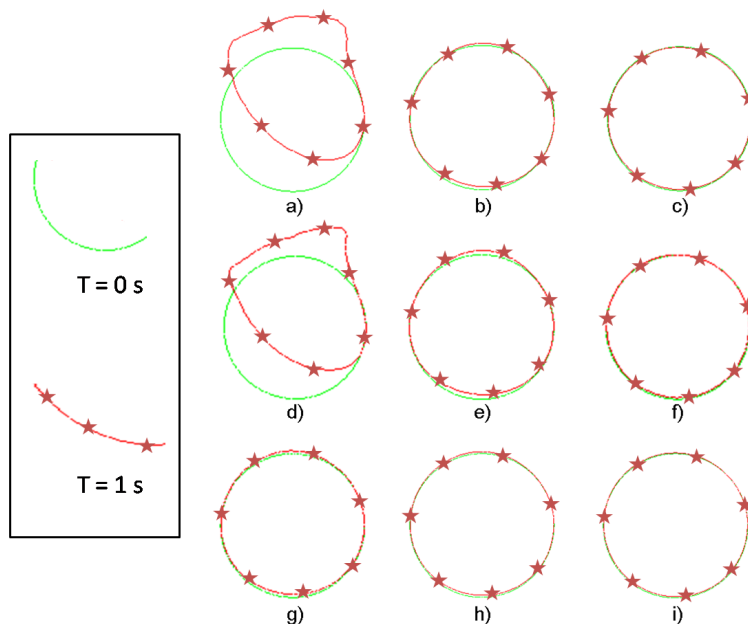 a)
b)
c)
T = 0 s
d)
e)
f)
T = 1 s
g)
h)
i)